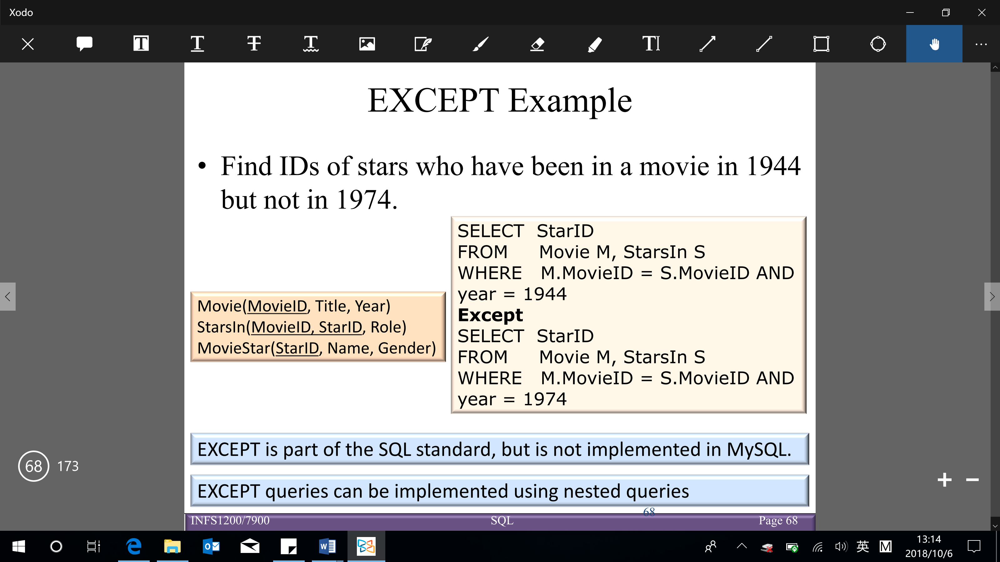 Xodo
EXCEPT Example
• Find IDs of stars who have been in a movie in 1944
but not in 1974.
SELECT StarID
FROM Movie M, StarsIn S
WHERE M.MovieID = S.MovieID AND
year = 1944
Except
SELECT StarID
FROM Movie M, StarsIn S
WHERE M.MovieID = S.MovieID AND
year = 1974
Movie(MovieID, Title, Year)
StarsIn(MovieID, StarID, Role)
MovieStar(StarID, Name, Gender)
EXCEPT is part of the SQL standard, but is not implemented in MySQL.
EXCEPT queries can be implemented using nested queries
68
INFS1200/7900 SQL Page 68
68 173
英 M
13:14
2018/10/6